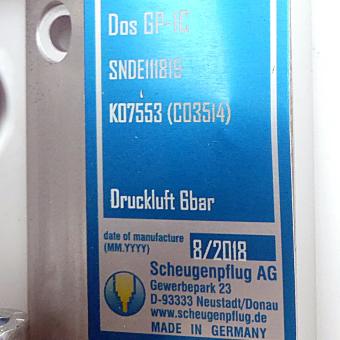 Dos GP-1C
SNDE111819
K07553 (C03514)
Druckluft 6bar
date of manufacture
(MM.YYYY)
8/2018
Scheugenpflug AG
Gewerbepark 23
D-93333 Neustadt/Donau
www.scheugenpflug.de
MADE IN GERMANY